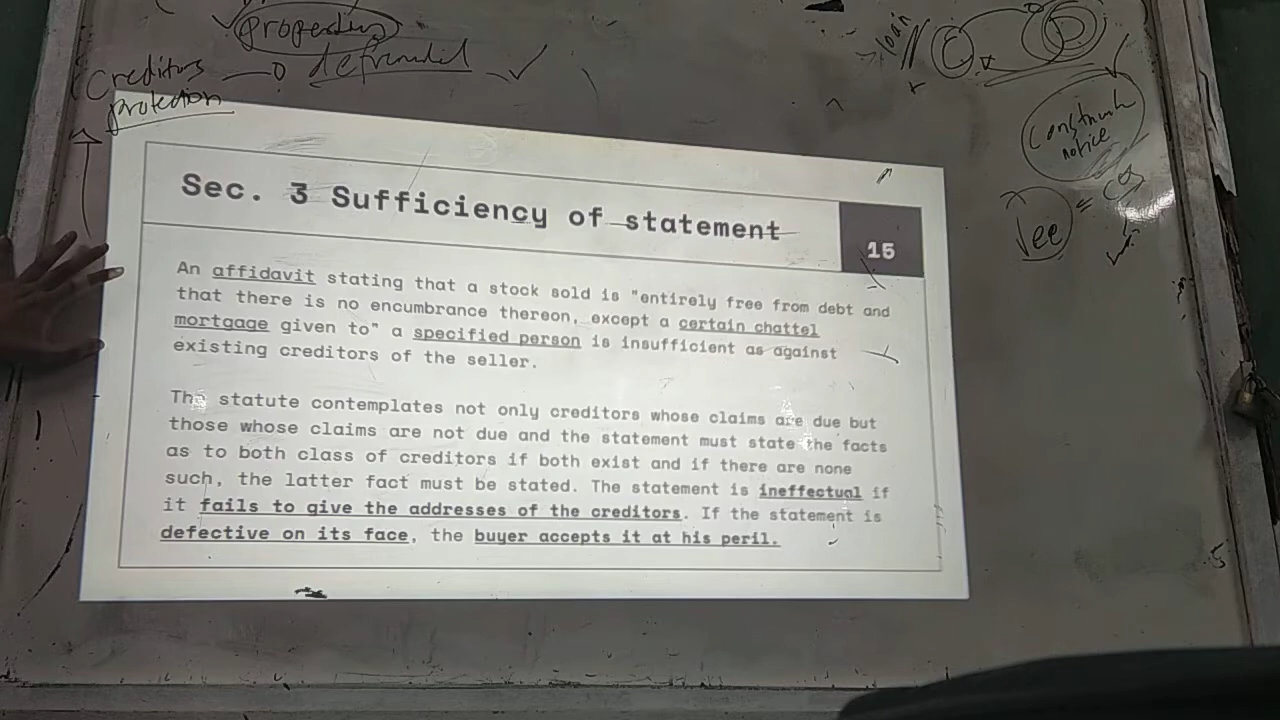 properties
Creditors
protection
defraudil
loan
notice
Sec. 3 Sufficiency of statement
15
An affidavit stating that a stock sold is "entirely free from debt and
that there is no encumbrance thereon, except a certain chattel
mortgage given to" a specified person is insufficient as against
existing creditors of the seller.
The statute contemplates not only creditors whose claims are due but
those whose claims are not due and the statement must state the facts
as to both class of creditors if both exist and if there are none
such, the latter fact must be stated. The statement is ineffectual if
it fails to give the addresses of the creditors. If the statement is
defective on its face, the buyer accepts it at his peril.